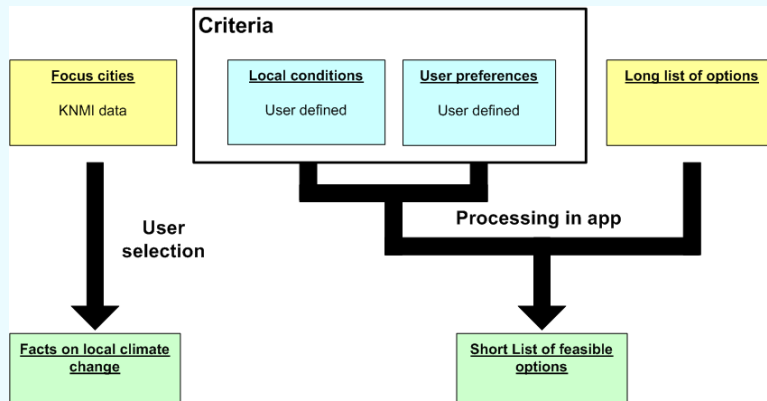 Criteria
Focus cities
KNMI data
Local conditions
User defined
User preferences
User defined
Long list of options
User
selection
Processing in app
Facts on local climate
change
Short List of feasible
options